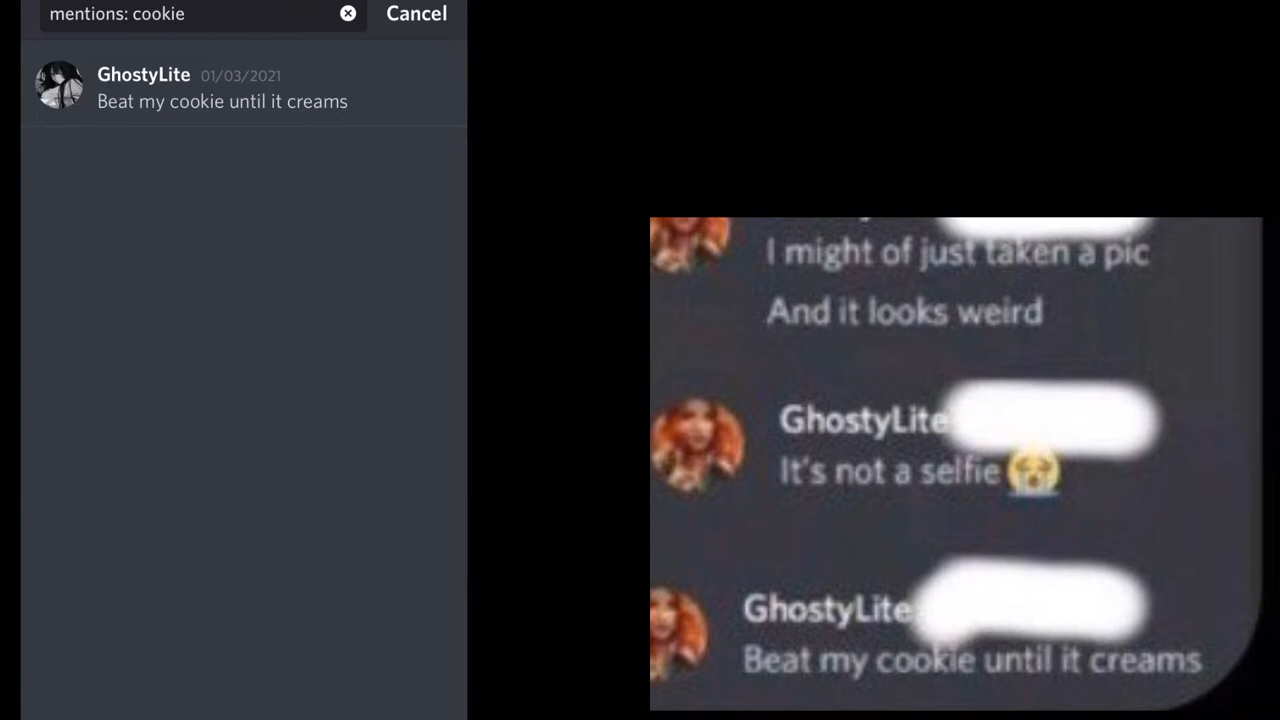 mentions: cookie
Cancel
GhostyLite 01/03/2021
Beat my cookie until it creams
I might of just taken a pic
And it looks weird
GhostyLite
It's not a selfie 😭
GhostyLite
Beat my cookie until it creams